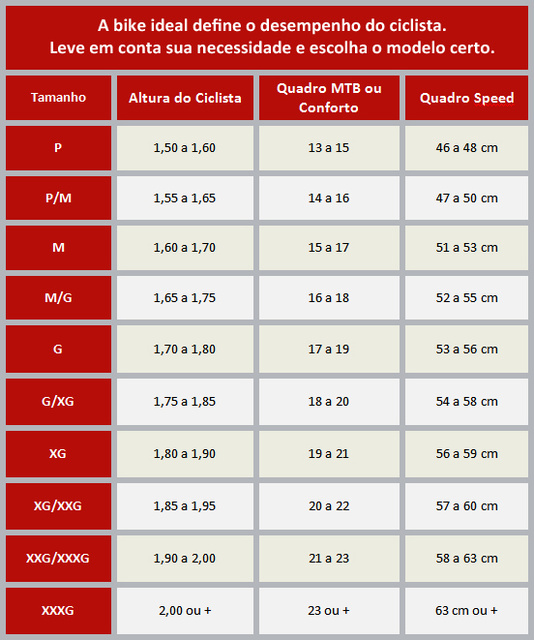 A bike ideal define o desempenho do ciclista.
Leve em conta sua necessidade e escolha o modelo certo.
Tamanho Altura do Ciclista Quadro MTB ou Conforto Quadro Speed
P 1,50 a 1,60 13 a 15 46 a 48 cm
P/M 1,55 a 1,65 14 a 16 47 a 50 cm
M 1,60 a 1,70 15 a 17 51 a 53 cm
M/G 1,65 a 1,75 16 a 18 52 a 55 cm
G 1,70 a 1,80 17 a 19 53 a 56 cm
G/XG 1,75 a 1,85 18 a 20 54 a 58 cm
XG 1,80 a 1,90 19 a 21 56 a 59 cm
XG/XXG 1,85 a 1,95 20 a 22 57 a 60 cm
XXG/XXXG 1,90 a 2,00 21 a 23 58 a 63 cm
XXXG 2,00 ou + 23 ou + 63 cm ou +